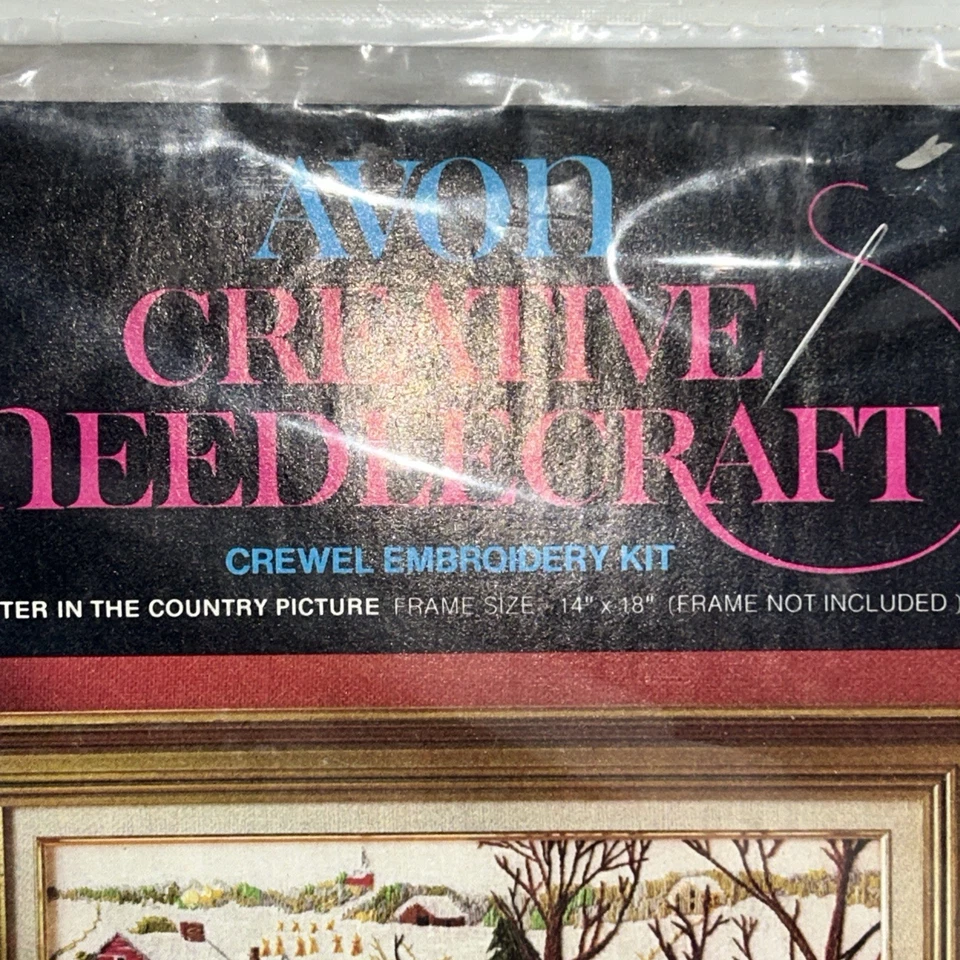 AVON
CREATIVE
NEEDLECRAFT
CREWEL EMBROIDERY KIT
TER IN THE COUNTRY PICTURE FRAME SIZE 14" x 18" (FRAME NOT INCLUDED)